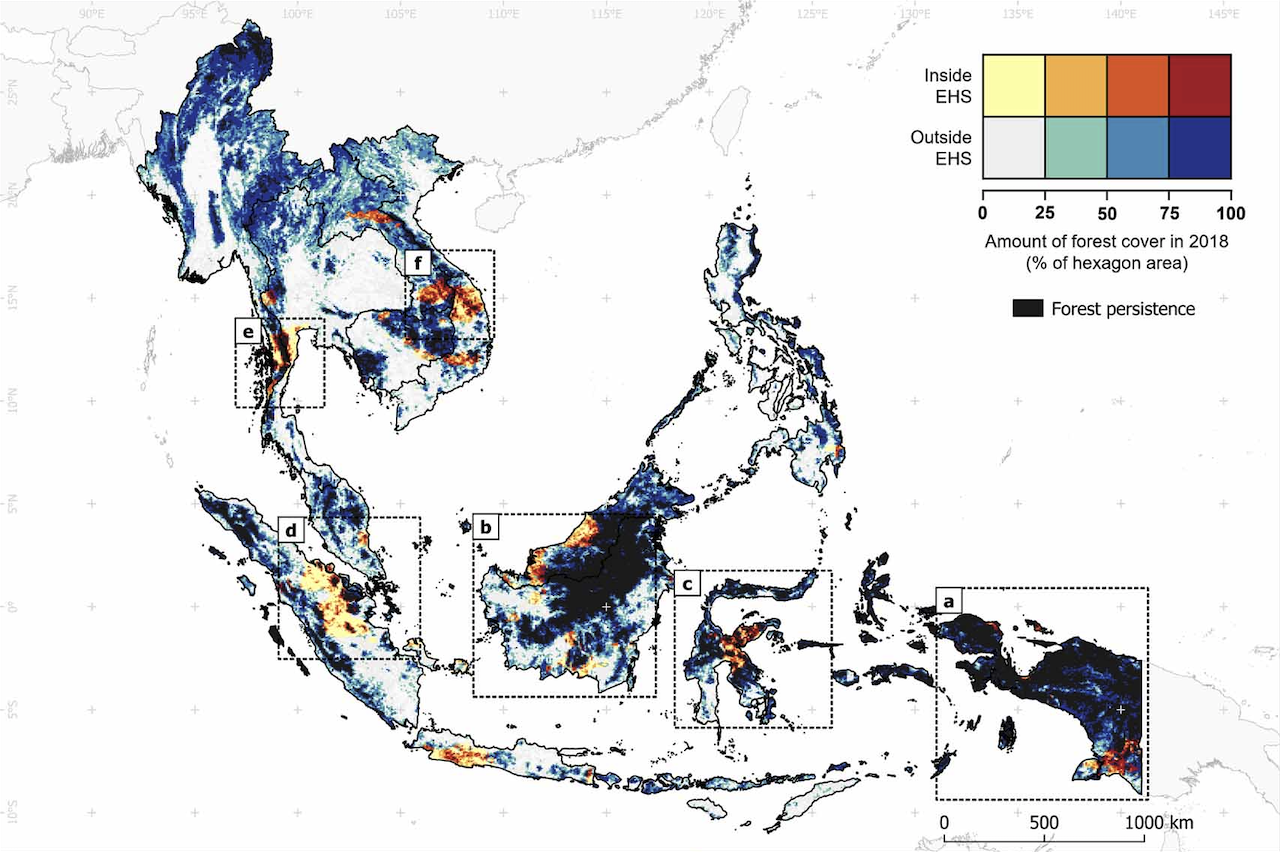 90°E 95°E 100°E 105°E 110°E 115°E 120°E 125°E 130°E 135°E 140°E 145°E
25°N
20°N
15°N
10°N
5°N
0°
5°S
10°S
Inside
EHS
Outside
EHS
0 25 50 75 100
Amount of forest cover in 2018
(% of hexagon area)
Forest persistence
f
e
d
b
c
a
0 500 1000 km